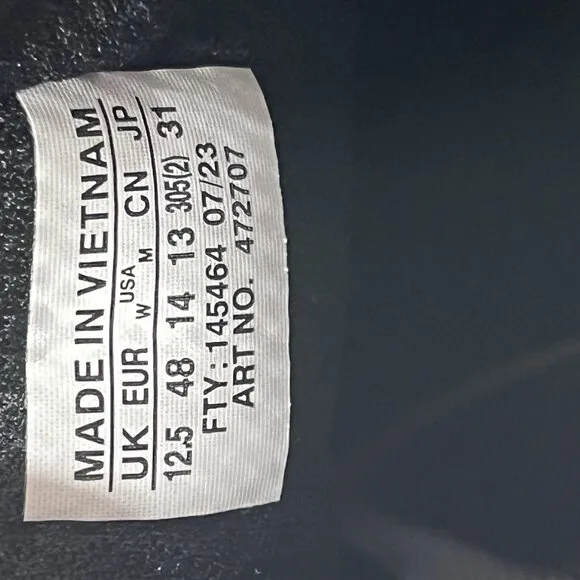 MADE IN VIETNAM
UK EUR USA CN JP
W M
12.5 48 14 13 305(2) 31
FTY:145464 07/23
ART NO. 472707